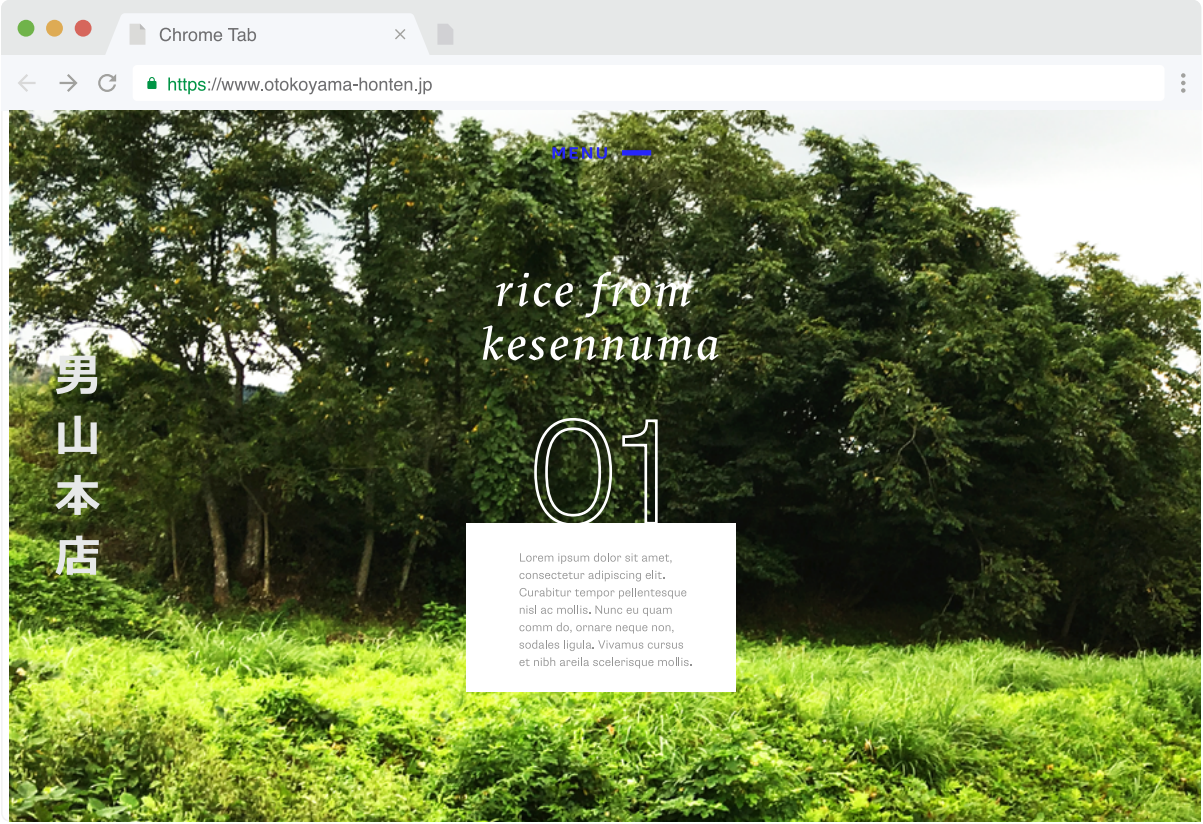 Chrome Tab
https://www.otokoyama-honten.jp
MENU
rice from
kesennuma
男山本店
01
Lorem ipsum dolor sit amet,
consectetur adipiscing elit.
Curabitur tempor pellentesque
nisl ac mollis. Nunc eu quam
comm do, ornare neque non,
sodales ligula. Vivamus cursus
et nibh areila scelerisque mollis.